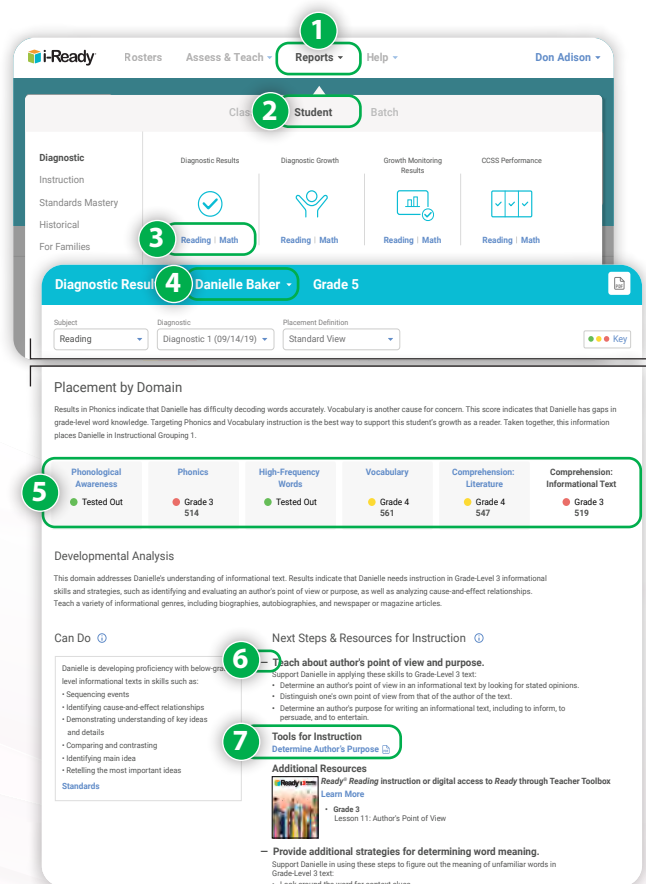 1
i-Ready Rosters Assess & Teach Reports Help Don Adison
2 Student Batch
Diagnostic
Instruction
Standards Mastery
Historical
For Families
Diagnostic Results Diagnostic Growth Growth Monitoring Results CCSS Performance
3 Reading | Math Reading | Math Reading | Math Reading | Math
4 Danielle Baker Grade 5
Diagnostic
PDF
Subject Diagnostic Placement Definition
Reading Diagnostic 1 (09/14/19) Standard View Key
Placement by Domain
Results in Phonics indicate that Danielle has difficulty decoding words accurately. Vocabulary is another cause for concern. This score indicates that Danielle has gaps in
grade-level word knowledge. Targeting Phonics and Vocabulary instruction is the best way to support this student's growth as a reader. Taken together, this information
places Danielle in Instructional Grouping 1.
5
Phonological Awareness
Tested Out
Phonics
Grade 3
514
High-Frequency Words
Tested Out
Vocabulary
Grade 4
561
Comprehension: Literature
Grade 4
547
Comprehension: Informational Text
Grade 3
519
Developmental Analysis
This domain addresses Danielle's understanding of informational text. Results indicate that Danielle needs instruction in Grade-Level 3 informational
skills and strategies, such as identifying and evaluating an author's point of view or purpose, as well as analyzing cause-and-effect relationships.
Teach a variety of informational genres, including biographies, autobiographies, and newspaper or magazine articles.
Can Do
Danielle is developing proficiency with
level informational texts in skills such as:
• Sequencing events
• Identifying cause-and-effect relationships
• Demonstrating understanding of key ideas
and details
• Comparing and contrasting
• Identifying main idea
• Retelling the most important ideas
Standards
Next Steps & Resources for Instruction
6
– Teach about author's point of view and purpose.
Support Danielle in applying these skills to Grade-Level 3 text:
• Determine an author's point of view in an informational text by looking for stated opinions.
• Distinguish one's own point of view from that of the author of the text.
• Determine an author's purpose for writing an informational text, including to inform, to
persuade, and to entertain.
7
Tools for Instruction
Determine Author's Purpose
Additional Resources
Ready
Ready® Reading instruction or digital access to Ready through Teacher Toolbox
Learn More
• Grade 3
Lesson 11: Author's Point of View
– Provide additional strategies for determining word meaning.
Support Danielle in using these steps to figure out the meaning of unfamiliar words in
Grade-Level 3 text: